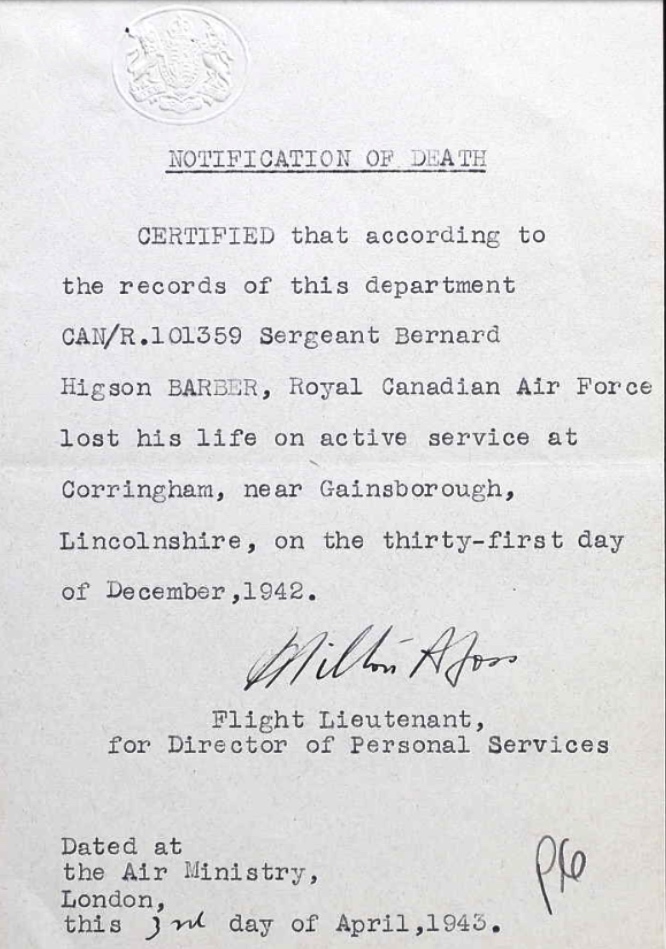 NOTIFICATION OF DEATH
CERTIFIED that according to
the records of this department
CAN/R.101359 Sergeant Bernard
Higson BARBER, Royal Canadian Air Force
lost his life on active service at
Corringham, near Gainsborough,
Lincolnshire, on the thirty-first day
of December,1942.
Milton A
Flight Lieutenant,
for Director of Personal Services
Dated at
the Air Ministry,
London,
this 3rd day of April,1943.